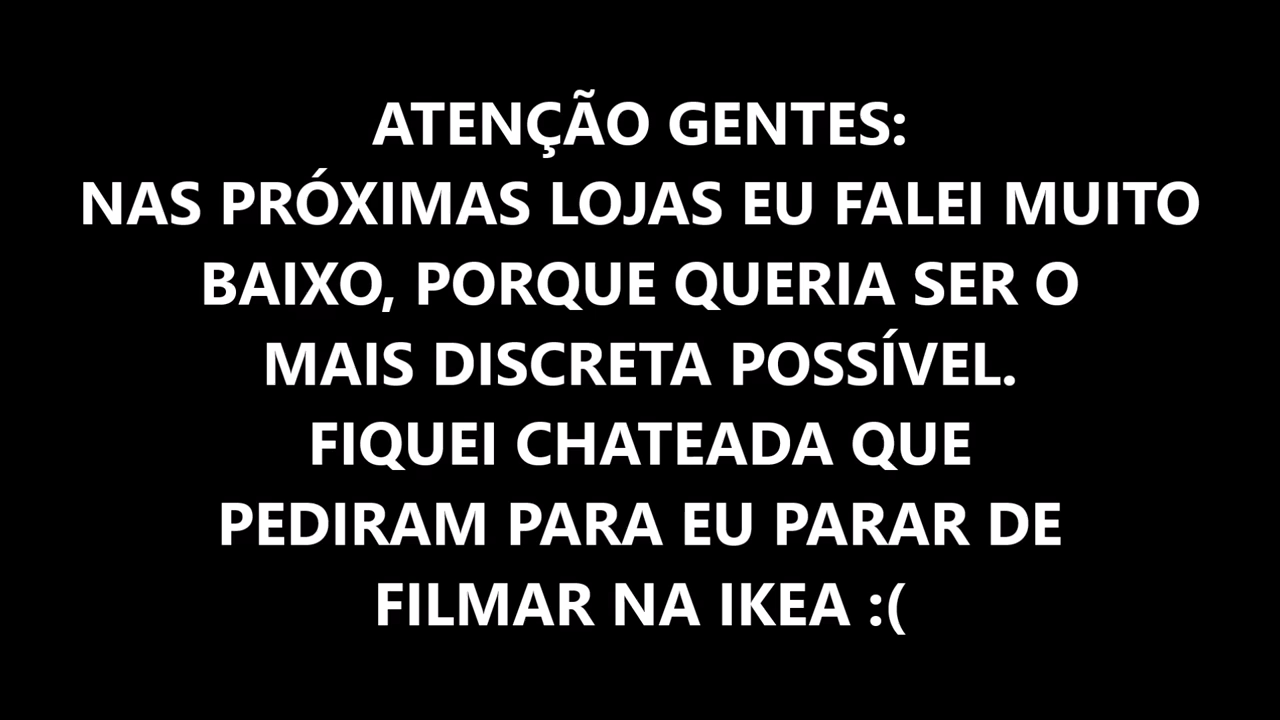 ATENÇÃO GENTES:
NAS PRÓXIMAS LOJAS EU FALEI MUITO
BAIXO, PORQUE QUERIA SER O
MAIS DISCRETA POSSÍVEL.
FIQUEI CHATEADA QUE
PEDIRAM PARA EU PARAR DE
FILMAR NA IKEA :(